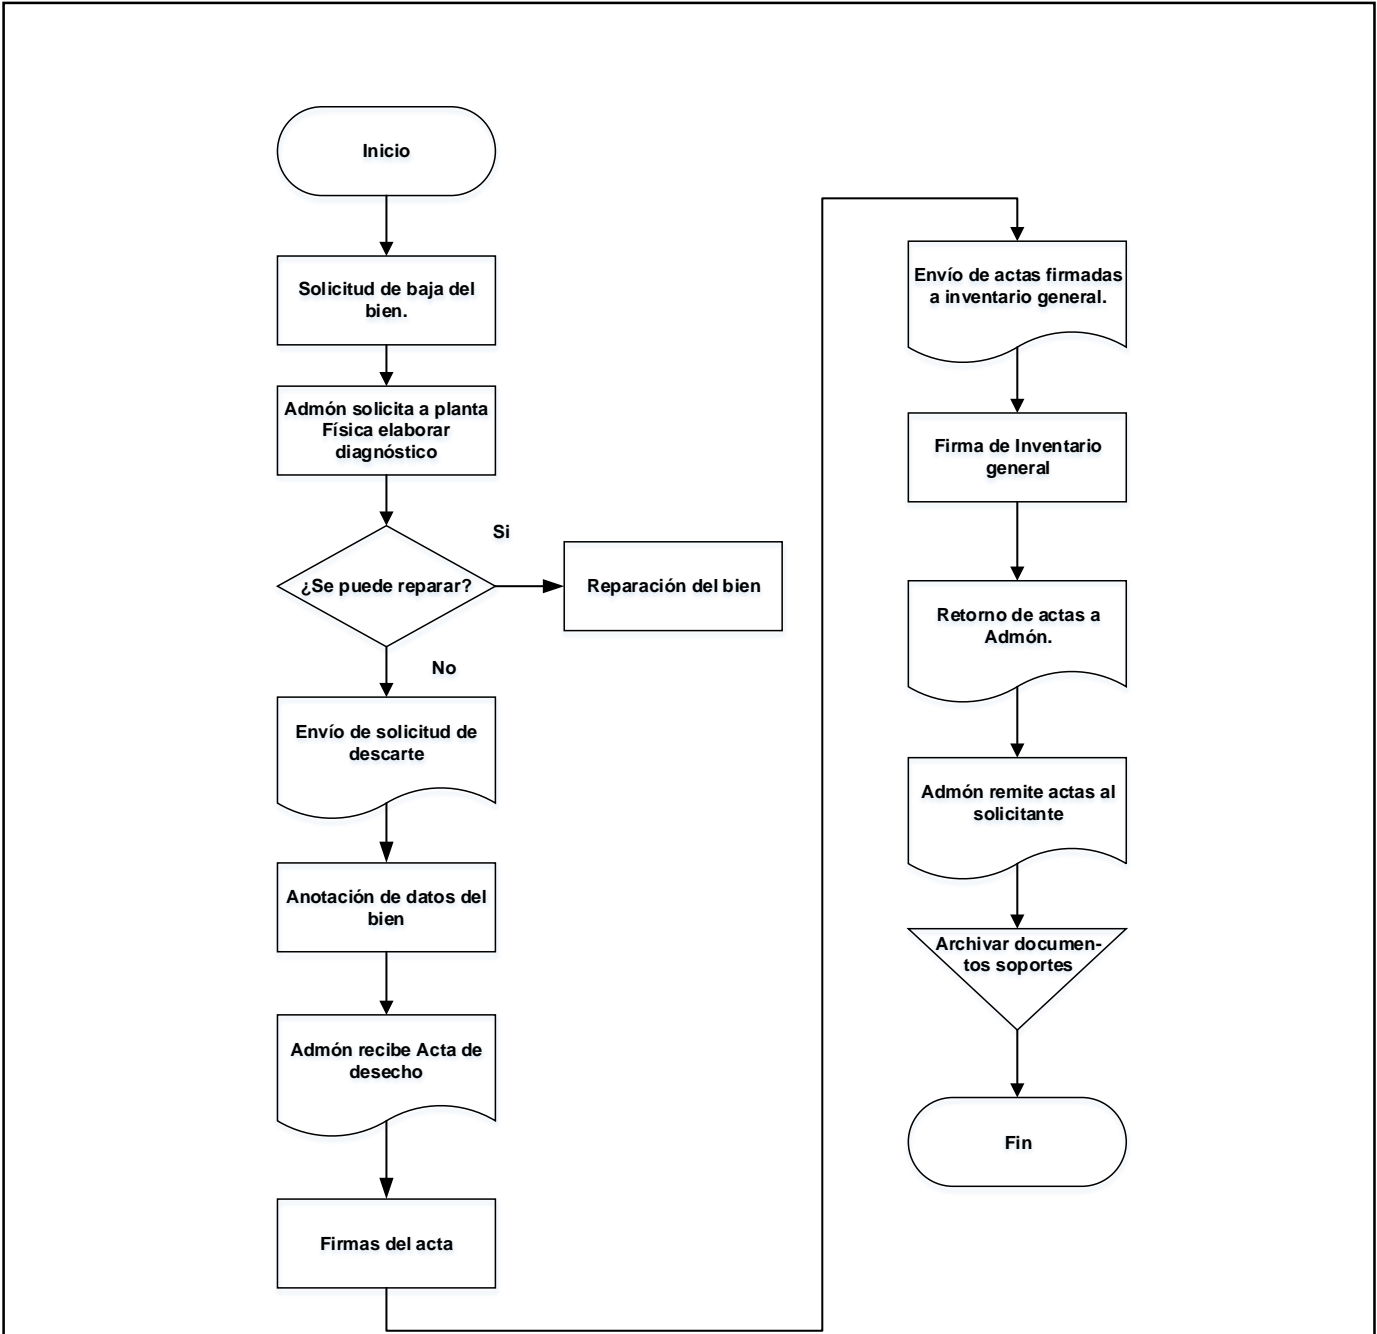 Inicio
Solicitud de baja del
bien.
Admón solicita a planta
Física elaborar
diagnóstico
Si
¿Se puede reparar?
Reparación del bien
No
Envío de solicitud de
descarte
Anotación de datos del
bien
Admón recibe Acta de
desecho
Firmas del acta
Envío de actas firmadas
a inventario general.
Firma de Inventario
general
Retorno de actas a
Admón.
Admón remite actas al
solicitante
Archivar documen-
tos soportes
Fin